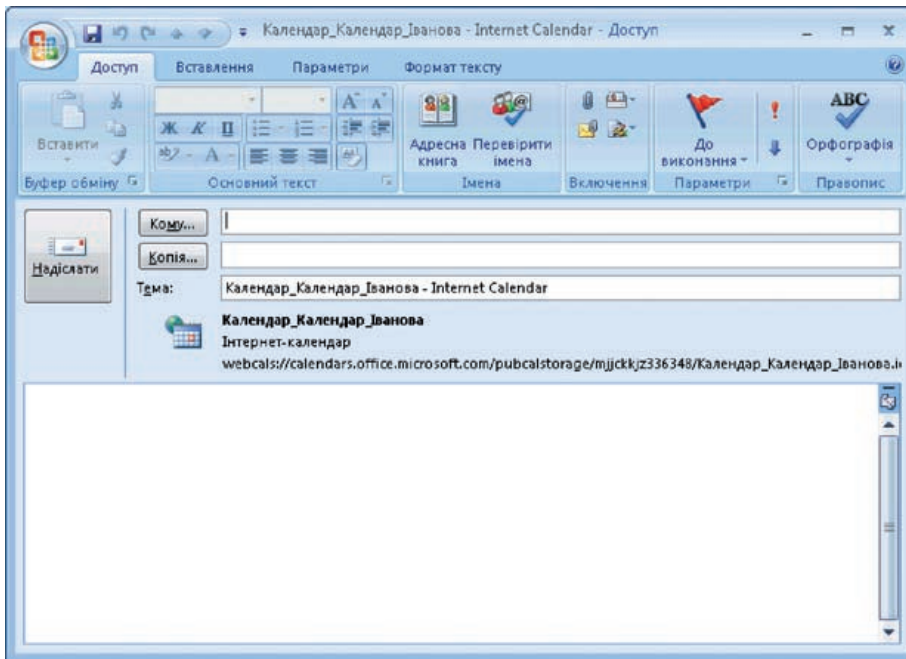 Календар_Календар_Іванова - Internet Calendar - Доступ
Доступ Вставлення Параметри Формат тексту
Вставити
Ж К П
Адресна книга
Перевірити імена
До виконання
ABC
Орфографія
Буфер обміну Основний текст Імена Включення Параметри Правопис
Надіслати
Кому...
Копія...
Тема: Календар_Календар_Іванова - Internet Calendar
Календар_Календар_Іванова
Інтернет-календар
webcals://calendars.office.microsoft.com/pubcalstorage/mjjckkjz336348/Календар_Календар_Іванова.i